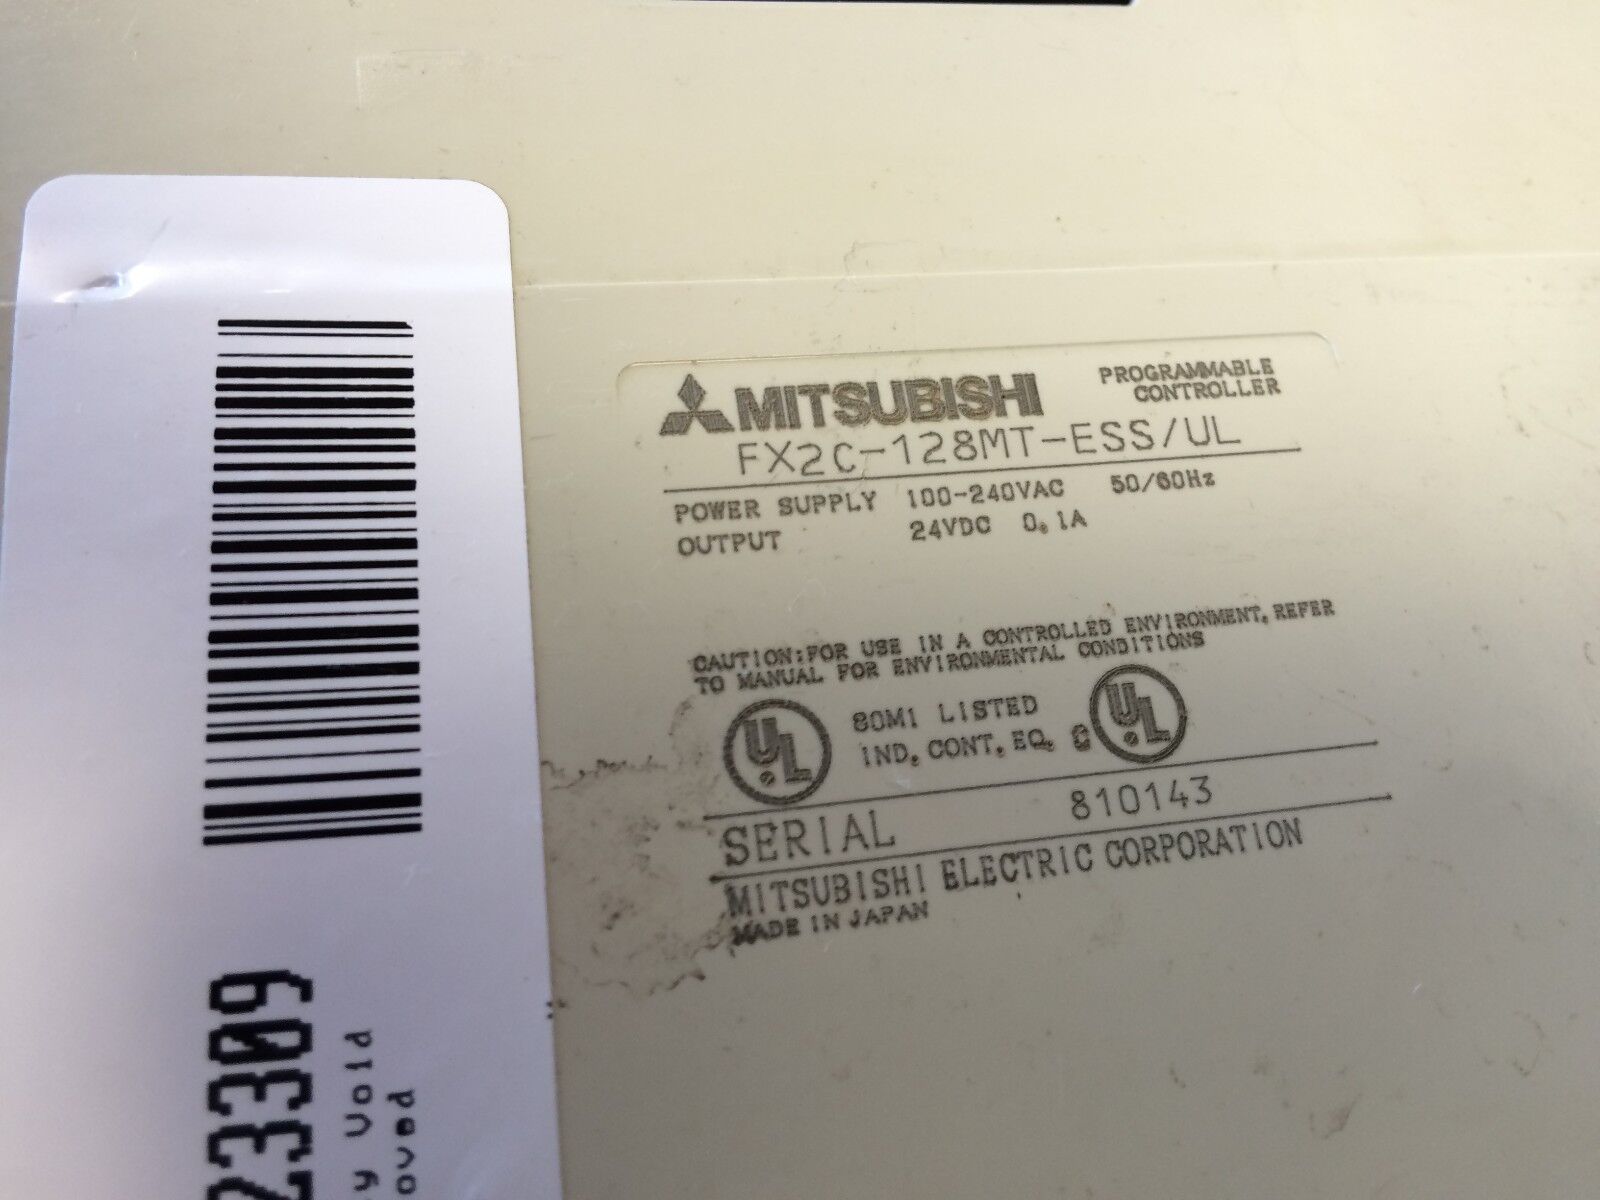 MITSUBISHI PROGRAMMABLE
CONTROLLER
FX2C-128MT-ESS/UL
POWER SUPPLY 100-240VAC 50/60Hz
OUTPUT 24VDC 0.1A
CAUTION:FOR USE IN A CONTROLLED ENVIRONMENT, REFER
TO MANUAL FOR ENVIRONMENTAL CONDITIONS
UL 80M1 LISTED C UL
IND. CONT. EQ.
SERIAL 810143
MITSUBISHI ELECTRIC CORPORATION
MADE IN JAPAN
23309
Void